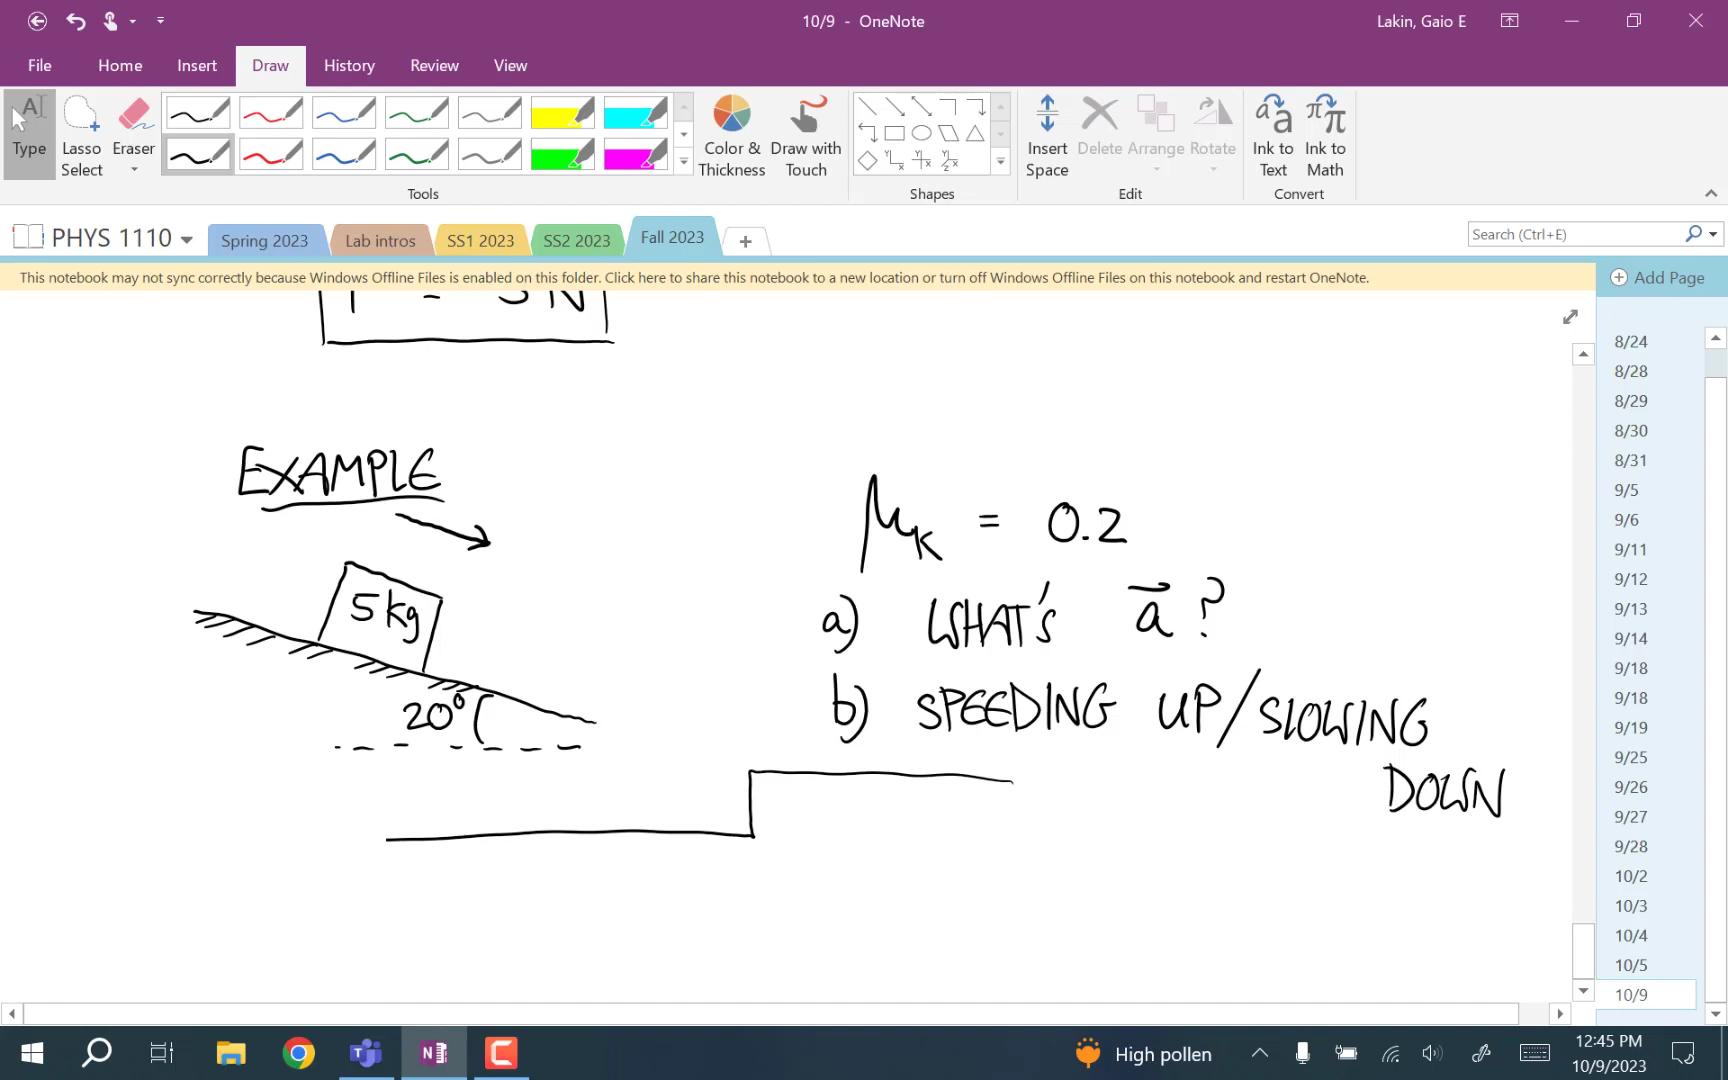 10/9 - OneNote
Lakin, Gaio E
File Home Insert Draw History Review View
Type
Lasso Select
Eraser
Color & Thickness
Draw with Touch
Insert Space
Delete
Arrange
Rotate
Ink to Text
Ink to Math
Tools
Shapes
Edit
Convert
PHYS 1110
Spring 2023
Lab intros
SS1 2023
SS2 2023
Fall 2023
Search (Ctrl+E)
This notebook may not sync correctly because Windows Offline Files is enabled on this folder. Click here to share this notebook to a new location or turn off Windows Offline Files on this notebook and restart OneNote.
Add Page
EXAMPLE
5 kg
20°
μK = 0.2
a) WHAT'S a⃗ ?
b) SPEEDING UP/SLOWING
DOWN
8/24
8/28
8/29
8/30
8/31
9/5
9/6
9/11
9/12
9/13
9/14
9/18
9/18
9/19
9/25
9/26
9/27
9/28
10/2
10/3
10/4
10/5
10/9
High pollen
12:45 PM
10/9/2023